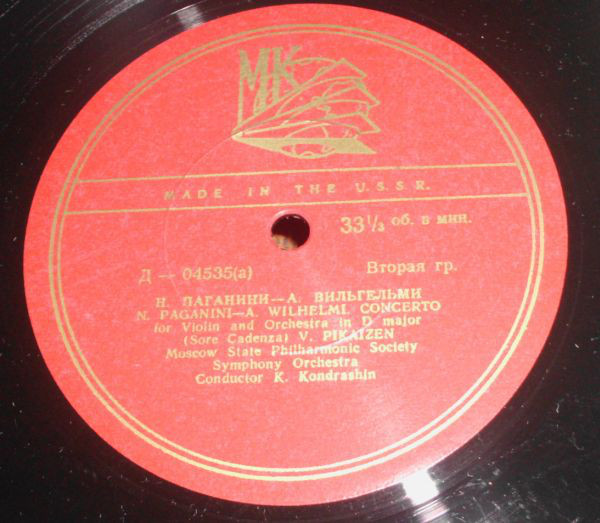 МК
MADE IN THE U.S.S.R.
33⅓ об. в мин.
Д — 04535(а) Вторая гр.
Н. ПАГАНИНИ—А. ВИЛЬГЕЛЬМИ
N. PAGANINI—A. WILHELMI. CONCERTO
for Violin and Orchestra in D major
(Sore Cadenza) V. PIKAIZEN
Moscow State Philharmonic Society
Symphony Orchestra
Conductor K. Kondrashin